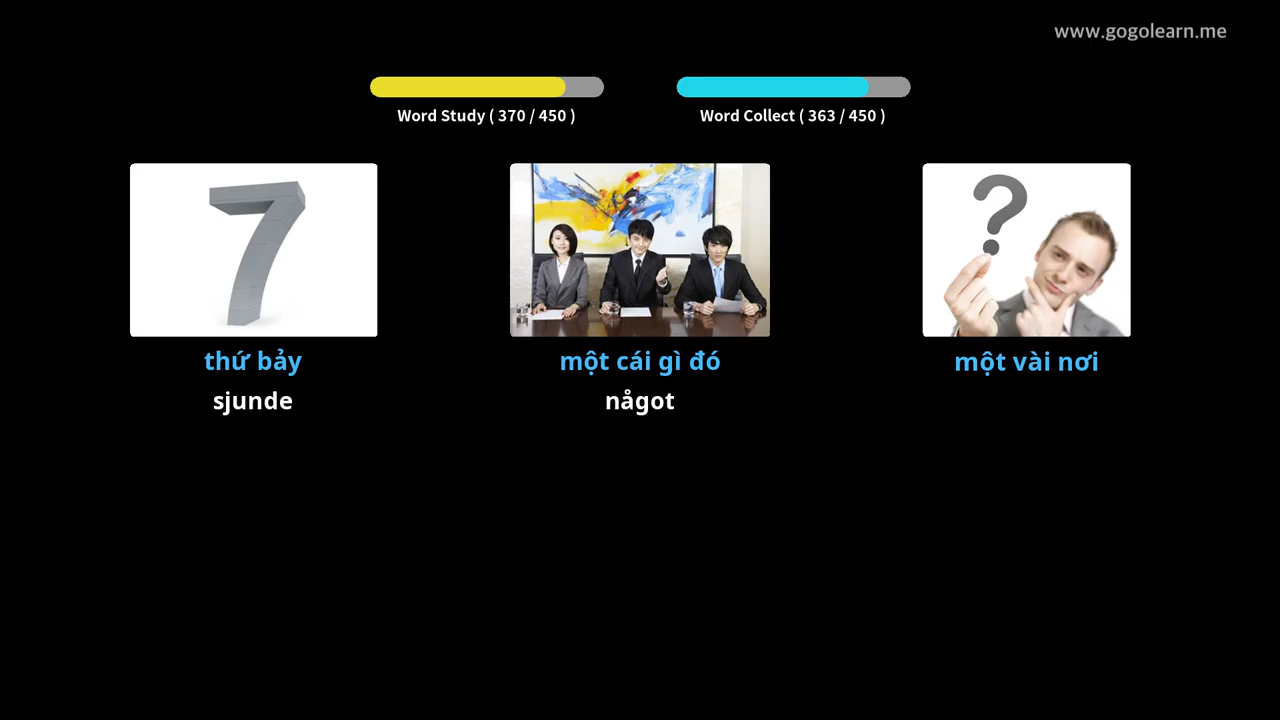 www.gogolearn.me
Word Study ( 370 / 450 )
Word Collect ( 363 / 450 )
7
?
thứ bảy
một cái gì đó
một vài nơi
sjunde
något